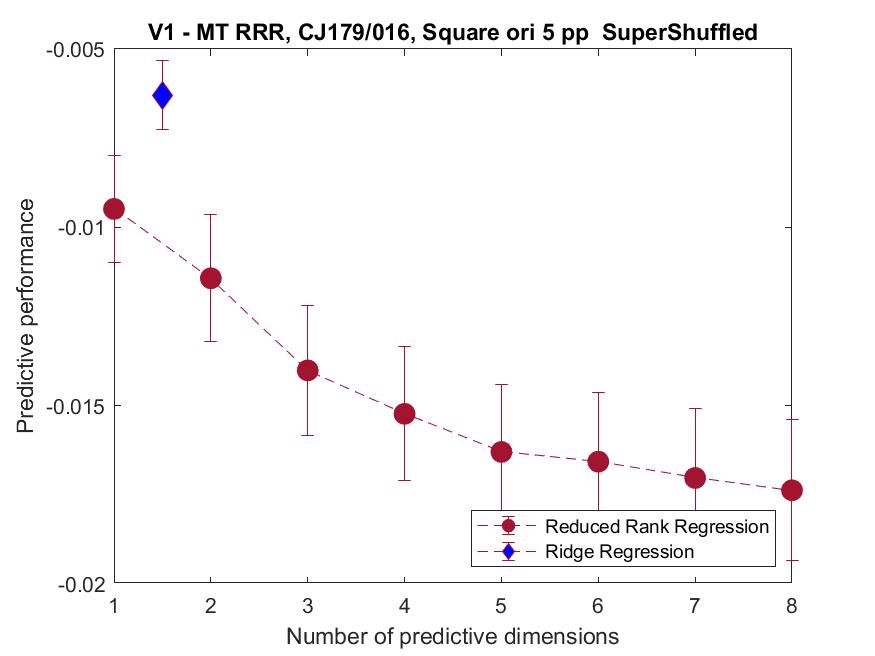 V1 - MT RRR, CJ179/016, Square ori 5 pp  SuperShuffled
-0.005
-0.01
-0.015
-0.02
Predictive performance
1 2 3 4 5 6 7 8
Number of predictive dimensions
Reduced Rank Regression
Ridge Regression